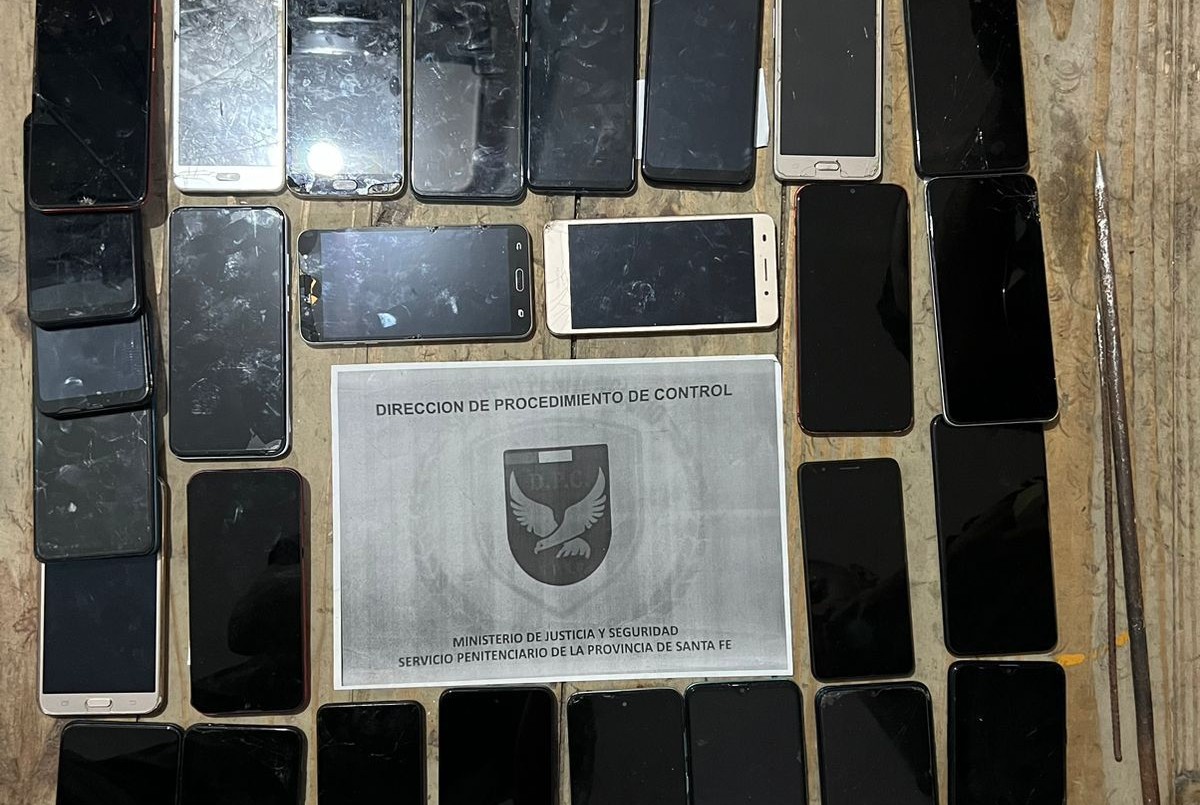 DIRECCION DE PROCEDIMIENTO DE CONTROL
D.P.C.
MINISTERIO DE JUSTICIA Y SEGURIDAD
SERVICIO PENITENCIARIO DE LA PROVINCIA DE SANTA FE